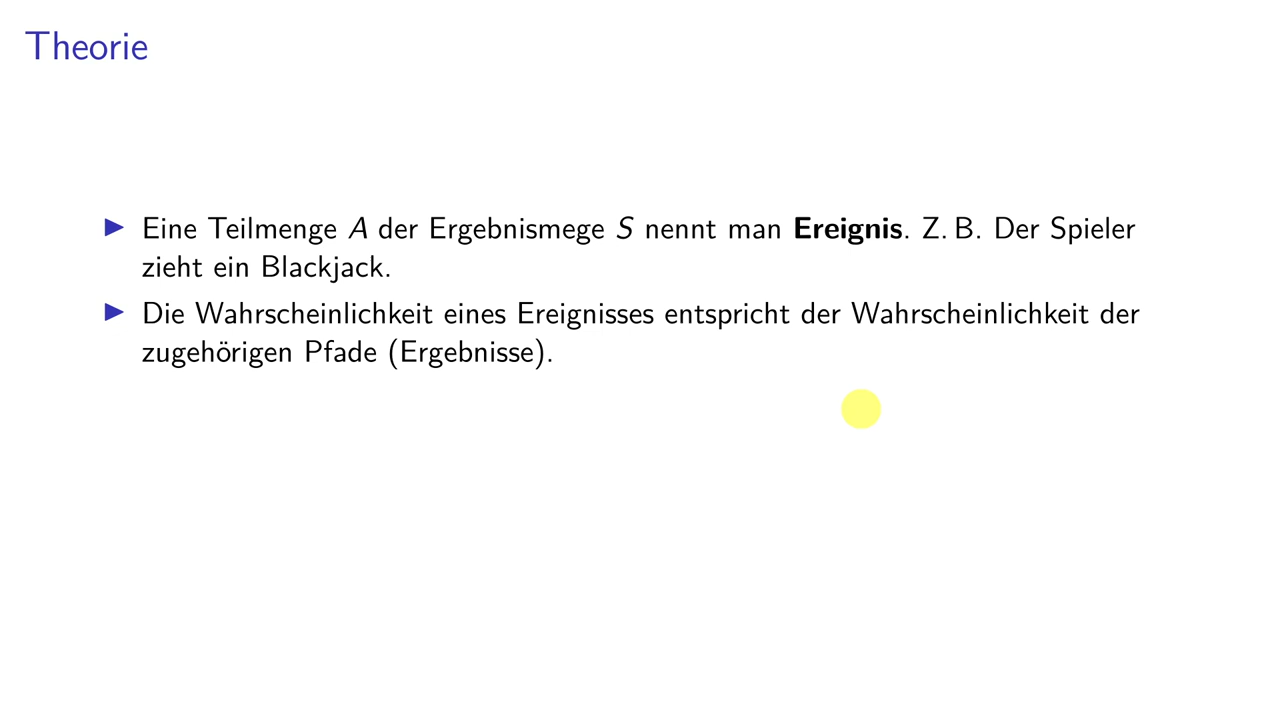 Theorie
▶ Eine Teilmenge A der Ergebnismege S nennt man Ereignis. Z. B. Der Spieler
zieht ein Blackjack.
▶ Die Wahrscheinlichkeit eines Ereignisses entspricht der Wahrscheinlichkeit der
zugehörigen Pfade (Ergebnisse).